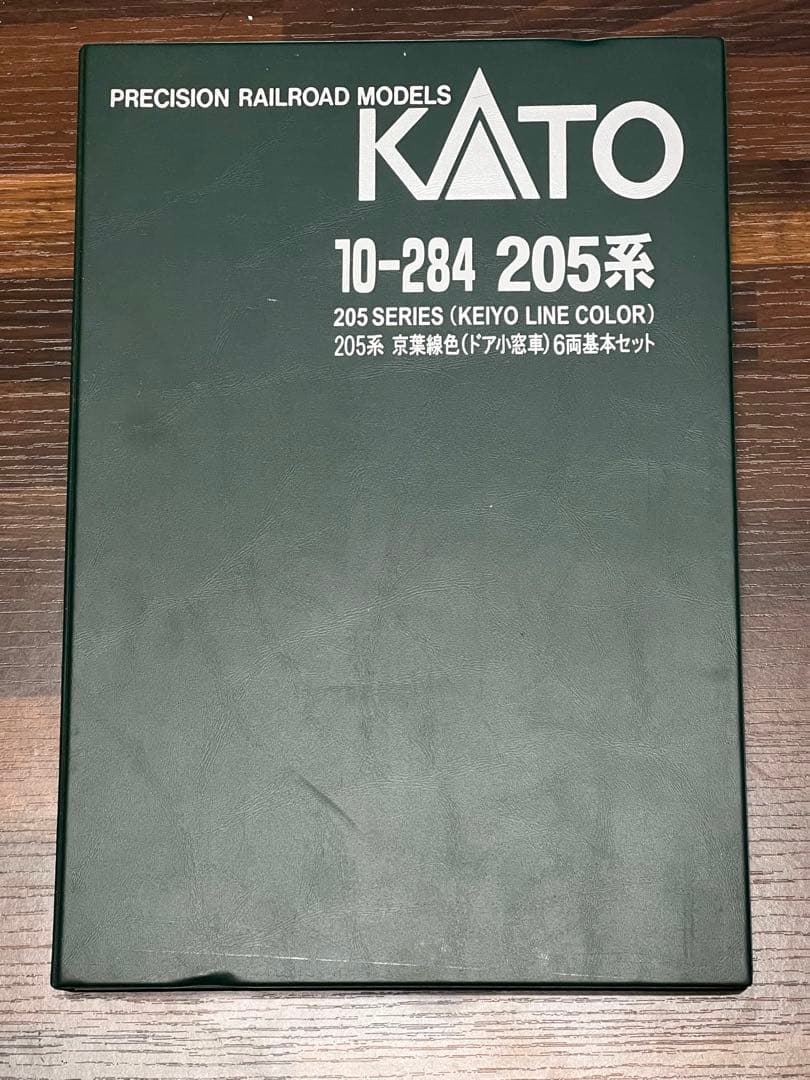 PRECISION RAILROAD MODELS
KATO
10-284 205系
205 SERIES (KEIYO LINE COLOR)
205系 京葉線色(ドア小窓車)6両基本セット